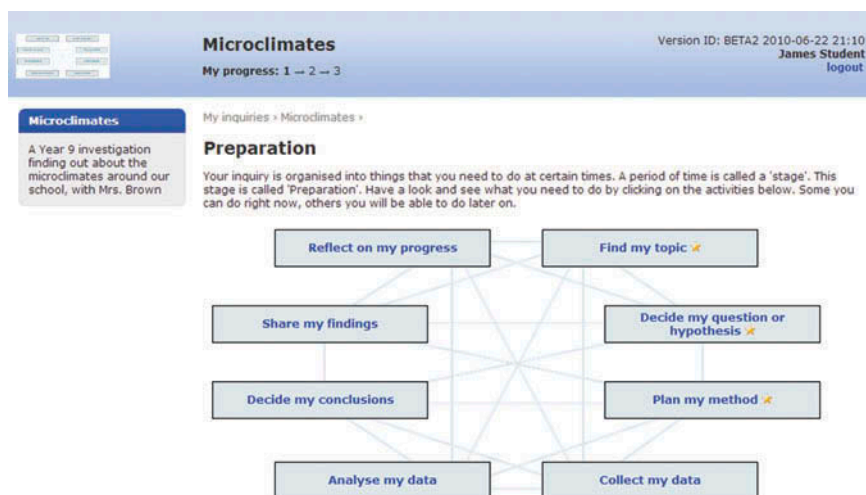 Microclimates
My progress: 1 → 2 → 3
Version ID: BETA2 2010-06-22 21:10
James Student
logout
Microclimates
A Year 9 investigation
finding out about the
microclimates around our
school, with Mrs. Brown
My inquiries › Microclimates ›
Preparation
Your inquiry is organised into things that you need to do at certain times. A period of time is called a 'stage'. This
stage is called 'Preparation'. Have a look and see what you need to do by clicking on the activities below. Some you
can do right now, others you will be able to do later on.
Reflect on my progress
Find my topic
Share my findings
Decide my question or
hypothesis
Decide my conclusions
Plan my method
Analyse my data
Collect my data